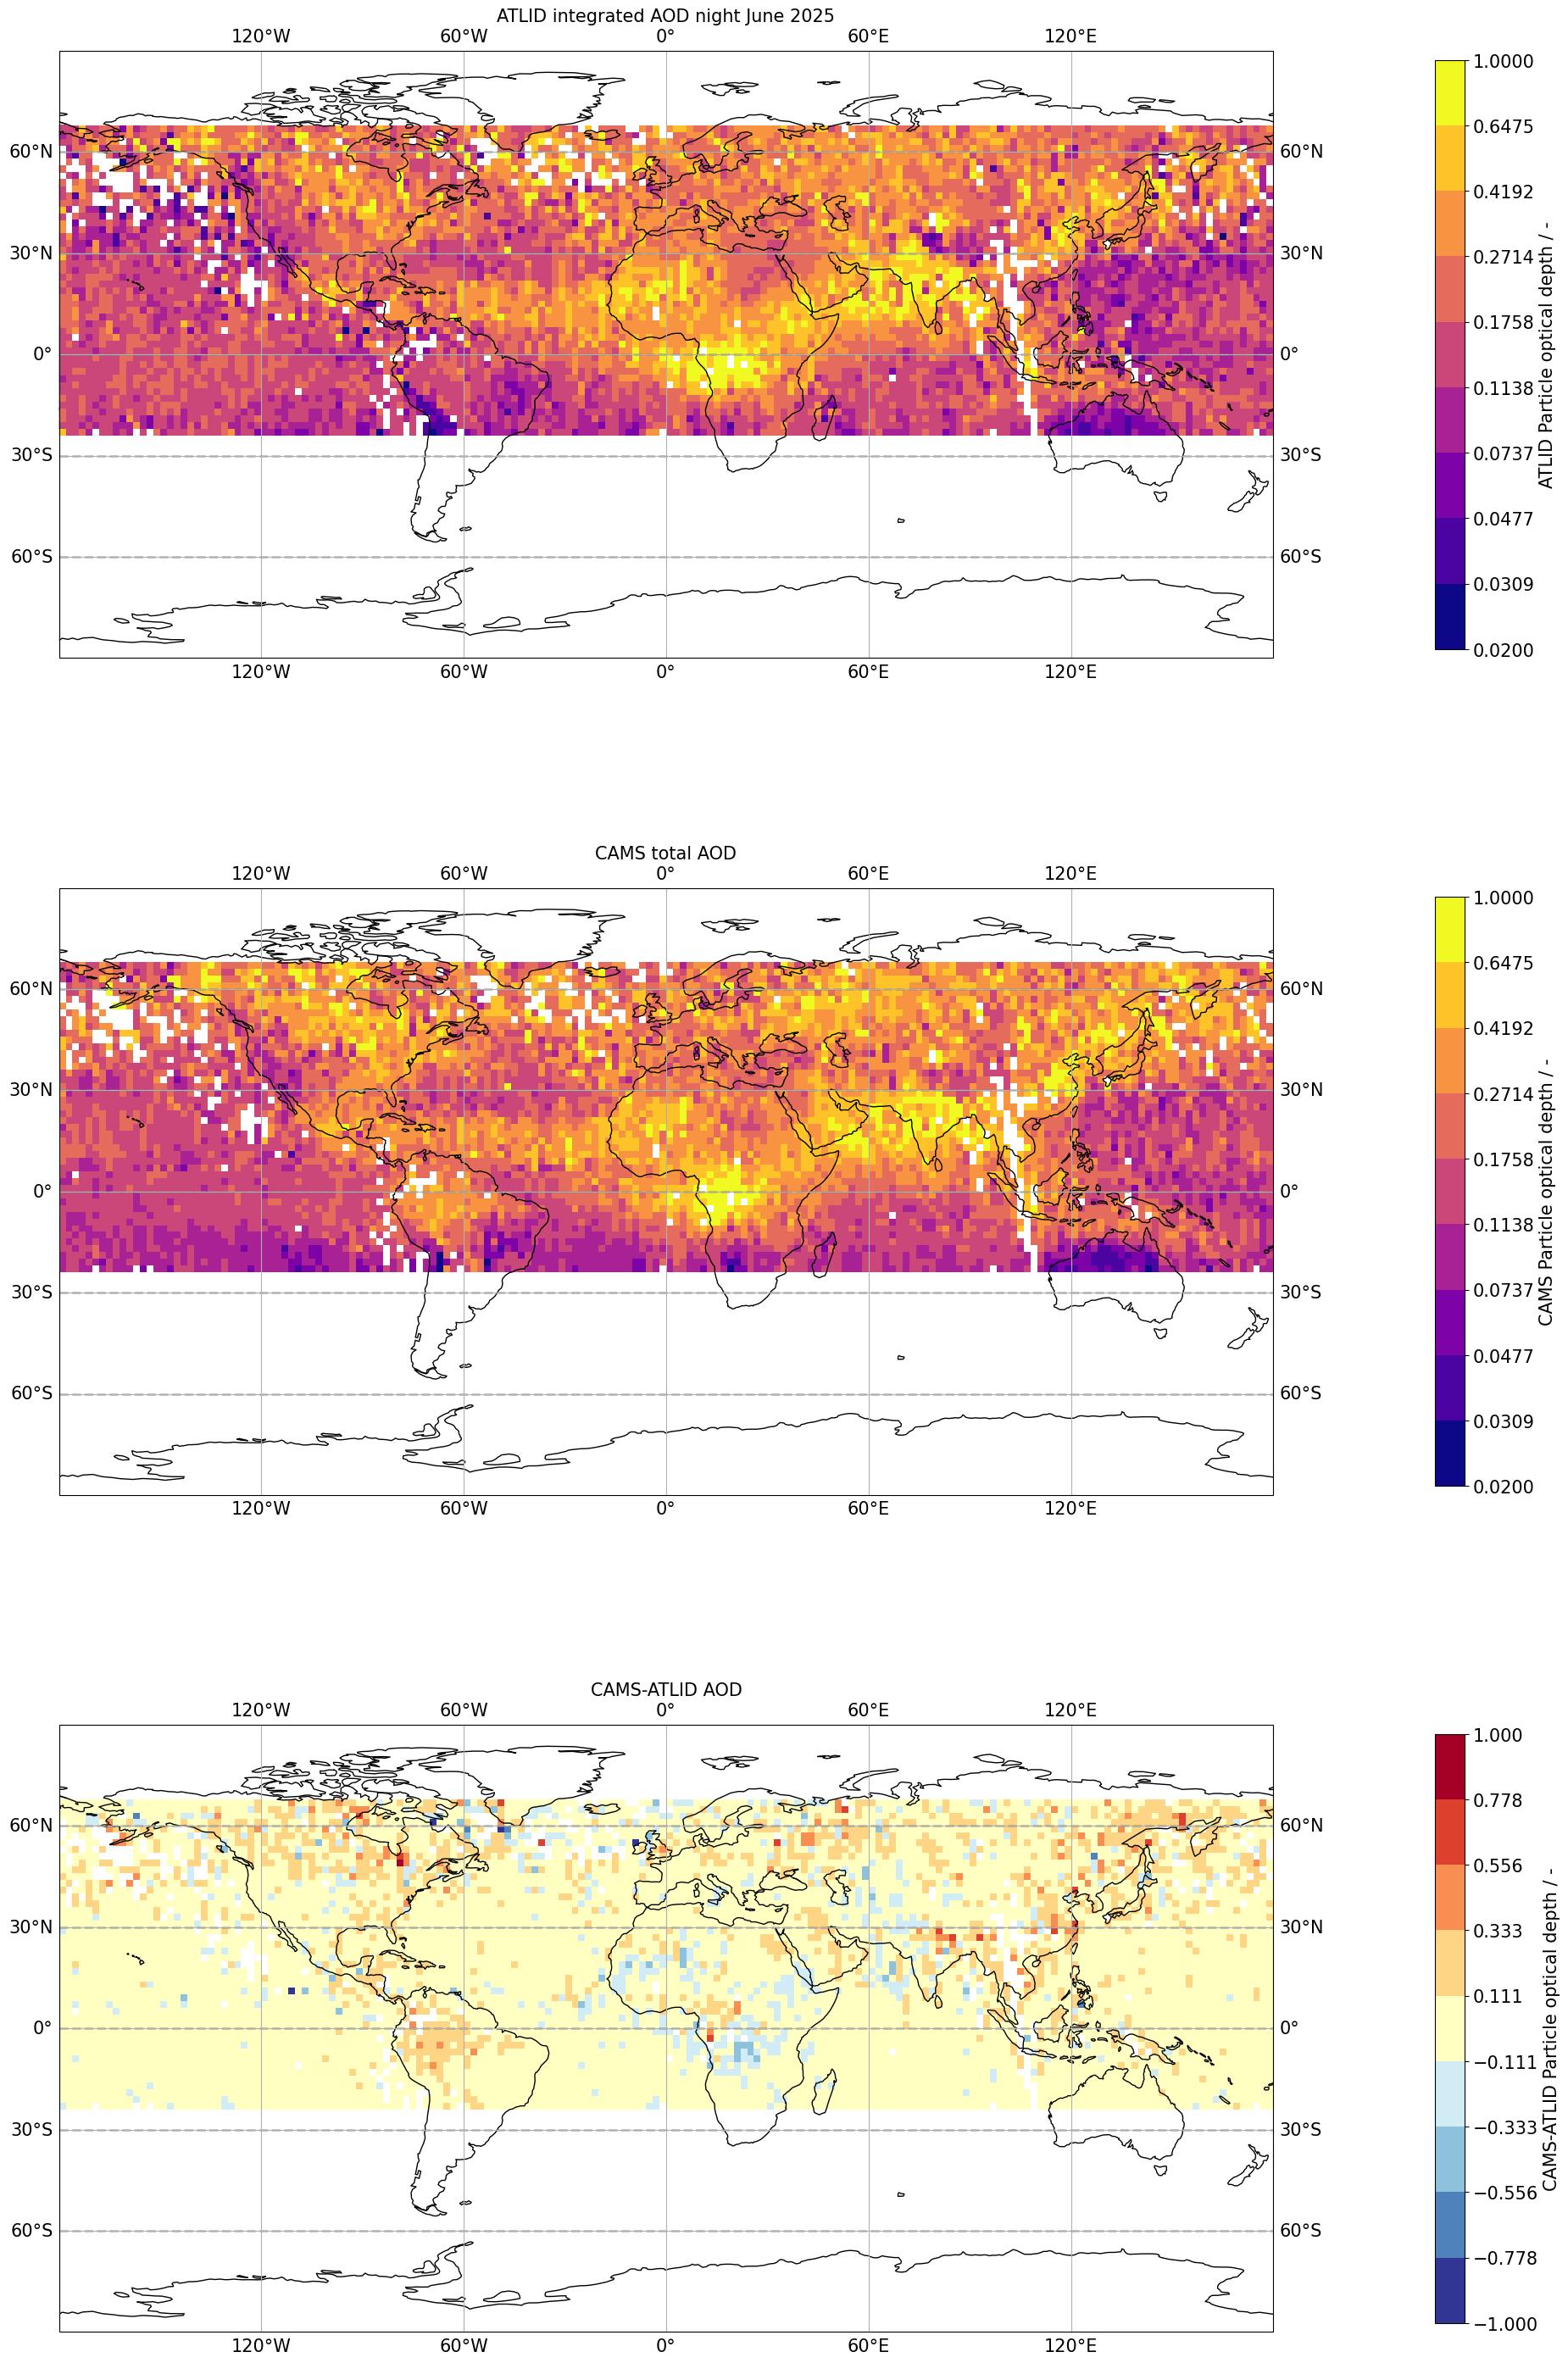 ATLID integrated AOD night June 2025
120°W 60°W 0° 60°E 120°E
60°N 60°N
30°N 30°N
0° 0°
30°S 30°S
60°S 60°S
120°W 60°W 0° 60°E 120°E
1.0000
0.6475
0.4192
0.2714
0.1758
0.1138
0.0737
0.0477
0.0309
0.0200
ATLID Particle optical depth / -
CAMS total AOD
120°W 60°W 0° 60°E 120°E
60°N 60°N
30°N 30°N
0° 0°
30°S 30°S
60°S 60°S
120°W 60°W 0° 60°E 120°E
1.0000
0.6475
0.4192
0.2714
0.1758
0.1138
0.0737
0.0477
0.0309
0.0200
CAMS Particle optical depth / -
CAMS-ATLID AOD
120°W 60°W 0° 60°E 120°E
60°N 60°N
30°N 30°N
0° 0°
30°S 30°S
60°S 60°S
120°W 60°W 0° 60°E 120°E
1.000
0.778
0.556
0.333
0.111
−0.111
−0.333
−0.556
−0.778
−1.000
CAMS-ATLID Particle optical depth / -